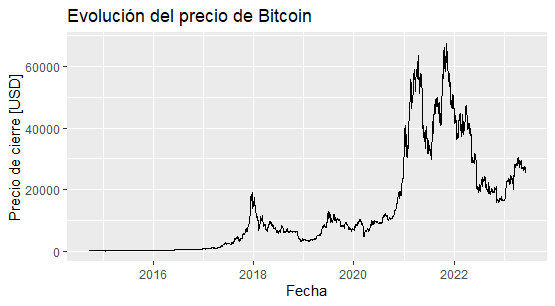 Evolución del precio de Bitcoin
Precio de cierre [USD]
60000
40000
20000
0
2016 2018 2020 2022
Fecha